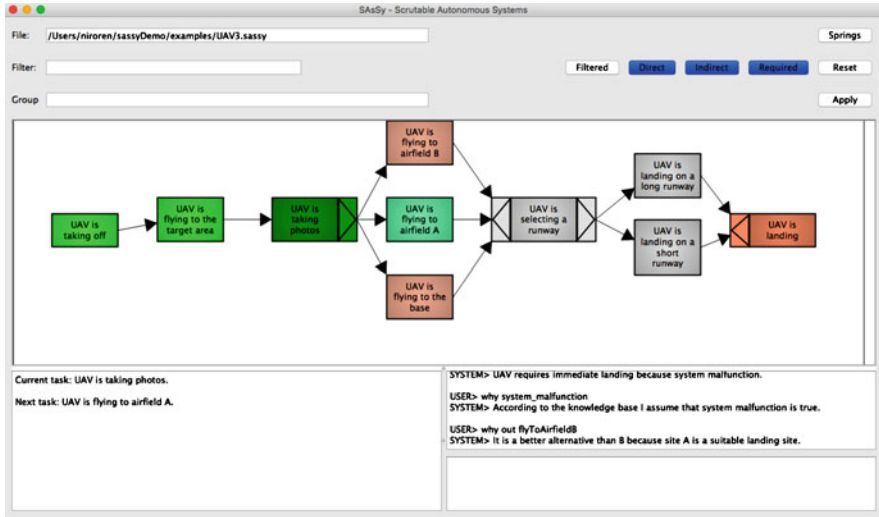 SAsSy - Scrutable Autonomous Systems
File:
/Users/niroren/sassyDemo/examples/UAV3.sassy
Springs
Filter:
Filtered
Direct
Indirect
Required
Reset
Group
Apply
UAV is
taking off
UAV is
flying to the
target area
UAV is
taking
photos
UAV is
flying to
airfield B
UAV is
flying to
airfield A
UAV is
flying to the
base
UAV is
selecting a
runway
UAV is
landing on a
long runway
UAV is
landing on a
short
runway
UAV is
landing
Current task: UAV is taking photos.
Next task: UAV is flying to airfield A.
SYSTEM> UAV requires immediate landing because system malfunction.
USER> why system_malfunction
SYSTEM> According to the knowledge base I assume that system malfunction is true.
USER> why out flyToAirfieldB
SYSTEM> It is a better alternative than B because site A is a suitable landing site.